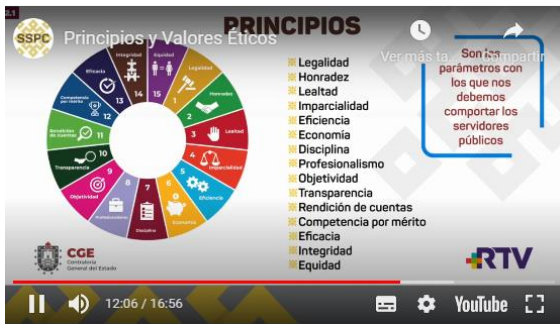 2.1
SSPC
Principios y Valores Éticos
PRINCIPIOS
Ver más ta...
Compartir
Son los
parámetros con
los que nos
debemos
comportar los
servidores
públicos
Legalidad
Honradez
Lealtad
Imparcialidad
Eficiencia
Economía
Disciplina
Profesionalismo
Objetividad
Transparencia
Rendición de cuentas
Competencia por mérito
Eficacia
Integridad
Equidad
Equidad
15
Legalidad
1
Honradez
2
Lealtad
3
Imparcialidad
4
Eficiencia
5
Economía
6
Disciplina
7
Profesionalismo
8
Objetividad
9
Transparencia
10
Rendición
de cuentas
11
Competencia
por mérito
12
Eficacia
13
Integridad
14
CGE
Contraloría
General del Estado
RTV
12:06 / 16:56
YouTube